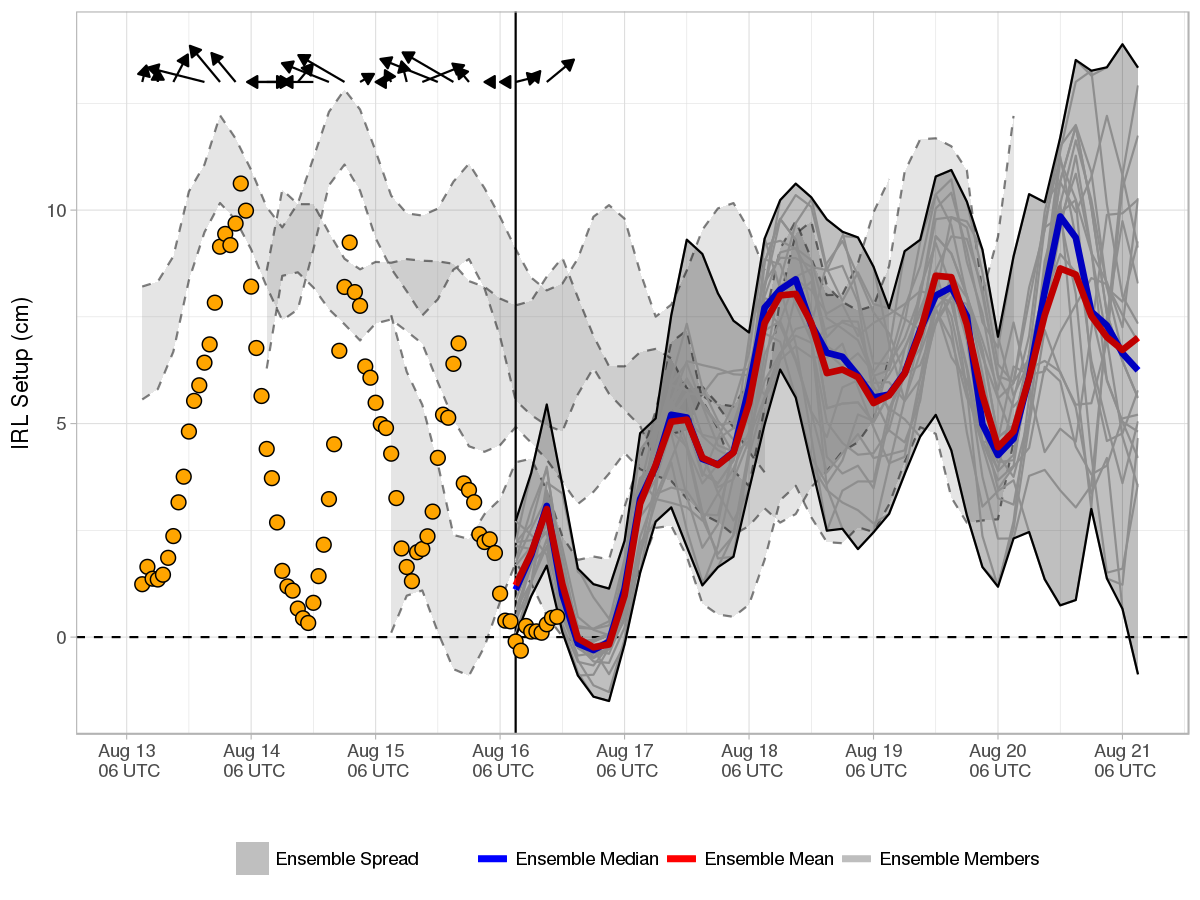 IRL Setup (cm)
10
5
0
Aug 13 Aug 14 Aug 15 Aug 16 Aug 17 Aug 18 Aug 19 Aug 20 Aug 21
06 UTC 06 UTC 06 UTC 06 UTC 06 UTC 06 UTC 06 UTC 06 UTC 06 UTC
Ensemble Spread Ensemble Median Ensemble Mean Ensemble Members